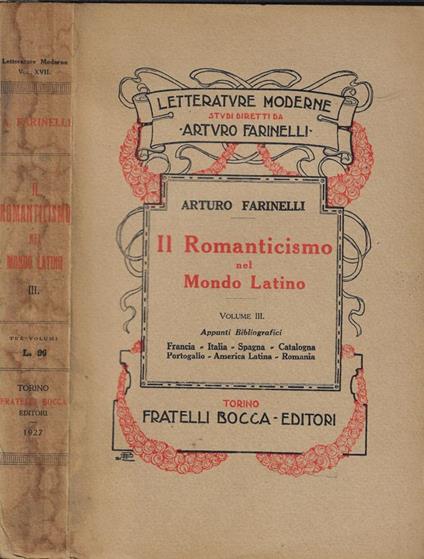 Letterature Moderne
Vol. XVII.
A. FARINELLI
IL
ROMANTICISMO
NEL
MONDO LATINO
III.
TRE VOLUMI
L. 99
TORINO
FRATELLI BOCCA
EDITORI
1927
LETTERATVRE MODERNE
STVDI DIRETTI DA
·ARTVRO FARINELLI·
ARTURO FARINELLI
Il Romanticismo
nel
Mondo Latino
VOLUME III.
Appunti Bibliografici
Francia - Italia - Spagna - Catalogna
Portogallo - America Latina - Romania
TORINO
FRATELLI BOCCA - EDITORI